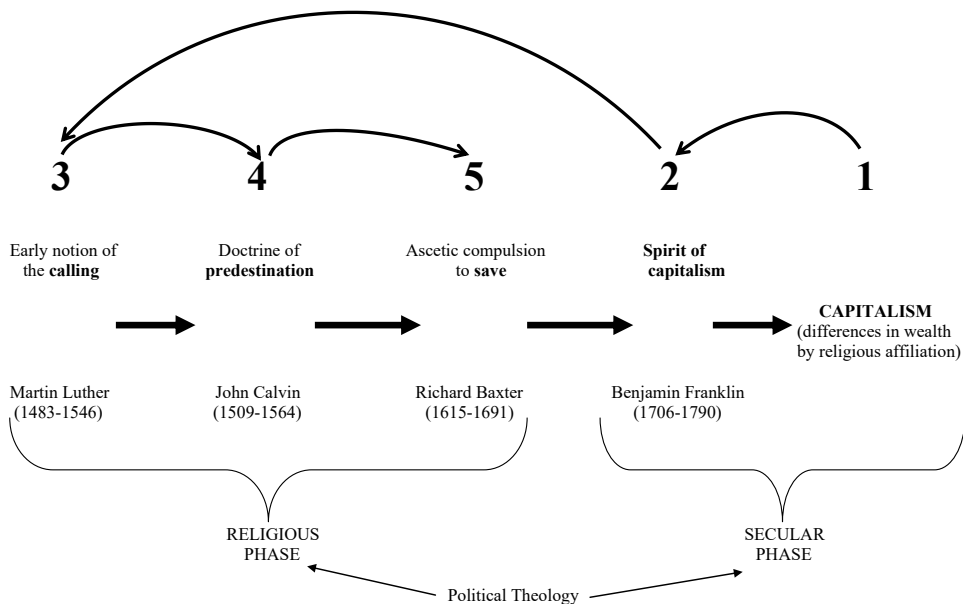 3
4
5
2
1
Early notion of
the calling
Doctrine of
predestination
Ascetic compulsion
to save
Spirit of
capitalism
CAPITALISM
(differences in wealth
by religious affiliation)
Martin Luther
(1483-1546)
John Calvin
(1509-1564)
Richard Baxter
(1615-1691)
Benjamin Franklin
(1706-1790)
RELIGIOUS
PHASE
SECULAR
PHASE
Political Theology